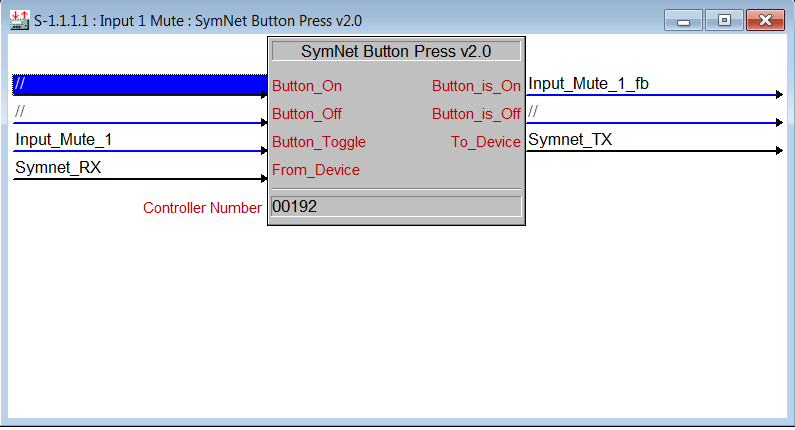 S-1.1.1.1 : Input 1 Mute : SymNet Button Press v2.0
SymNet Button Press v2.0
// Button_On Button_is_On Input_Mute_1_fb
// Button_Off Button_is_Off //
Input_Mute_1 Button_Toggle To_Device Symnet_TX
Symnet_RX From_Device
Controller Number 00192